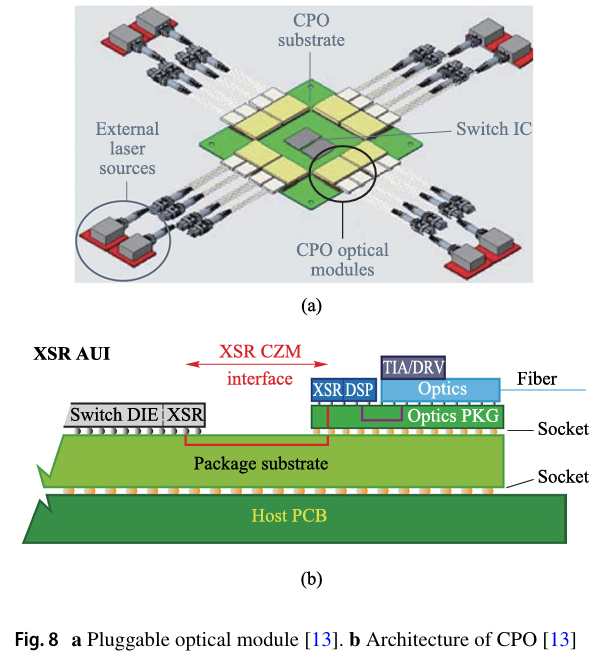 CPO
substrate
Switch IC
External
laser
sources
CPO optical
modules
(a)
XSR AUI
XSR CZM
interface
TIA/DRV
XSR DSP
Optics
Fiber
Switch DIE XSR
Optics PKG
Socket
Package substrate
Socket
Host PCB
(b)
Fig. 8 a Pluggable optical module [13]. b Architecture of CPO [13]